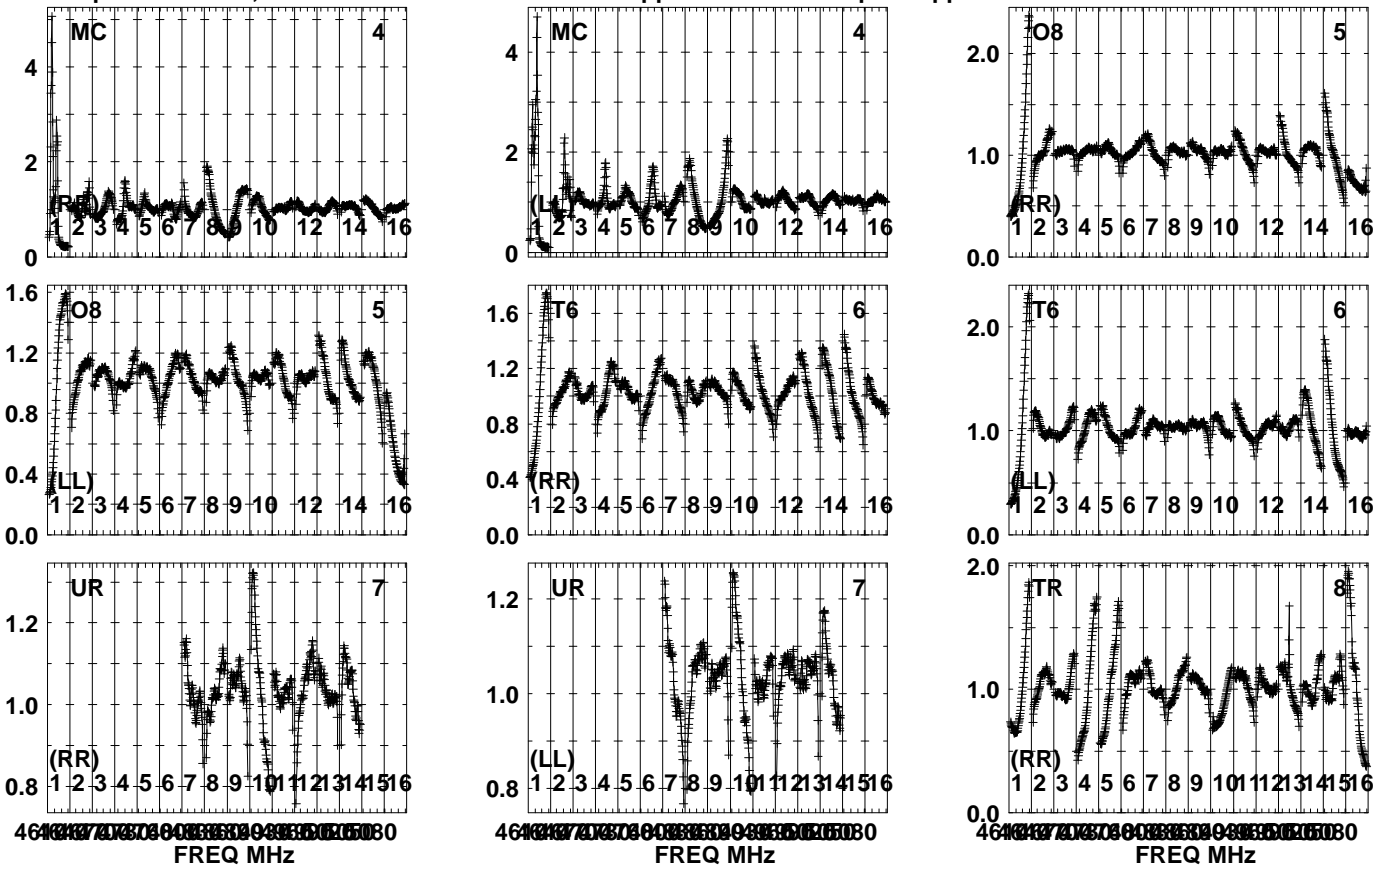 MC 4
4
2
0
(RR)
1 2 3 4 5 6 7 8 9 10 12 14 16
MC 4
4
2
0
(LL)
1 2 3 4 5 6 7 8 9 10 12 14 16
O8 5
2.0
1.0
0.0
(RR)
1 2 3 4 5 6 7 8 9 10 12 14 16
O8 5
1.6
1.2
0.8
0.4
0.0
(LL)
1 2 3 4 5 6 7 8 9 10 12 14 16
T6 6
1.6
1.2
0.8
0.4
0.0
(RR)
1 2 3 4 5 6 7 8 9 10 12 14 16
T6 6
2.0
1.0
0.0
(LL)
1 2 3 4 5 6 7 8 9 10 12 14 16
UR 7
1.2
1.0
0.8
(RR)
1 2 3 4 5 6 7 8 9 10 11 12 13 14 15 16
FREQ MHz
UR 7
1.2
1.0
0.8
(LL)
1 2 3 4 5 6 7 8 9 10 11 12 13 14 15 16
FREQ MHz
TR 8
2.0
1.0
0.0
(RR)
1 2 3 4 5 6 7 8 9 10 11 12 13 14 15 16
FREQ MHz